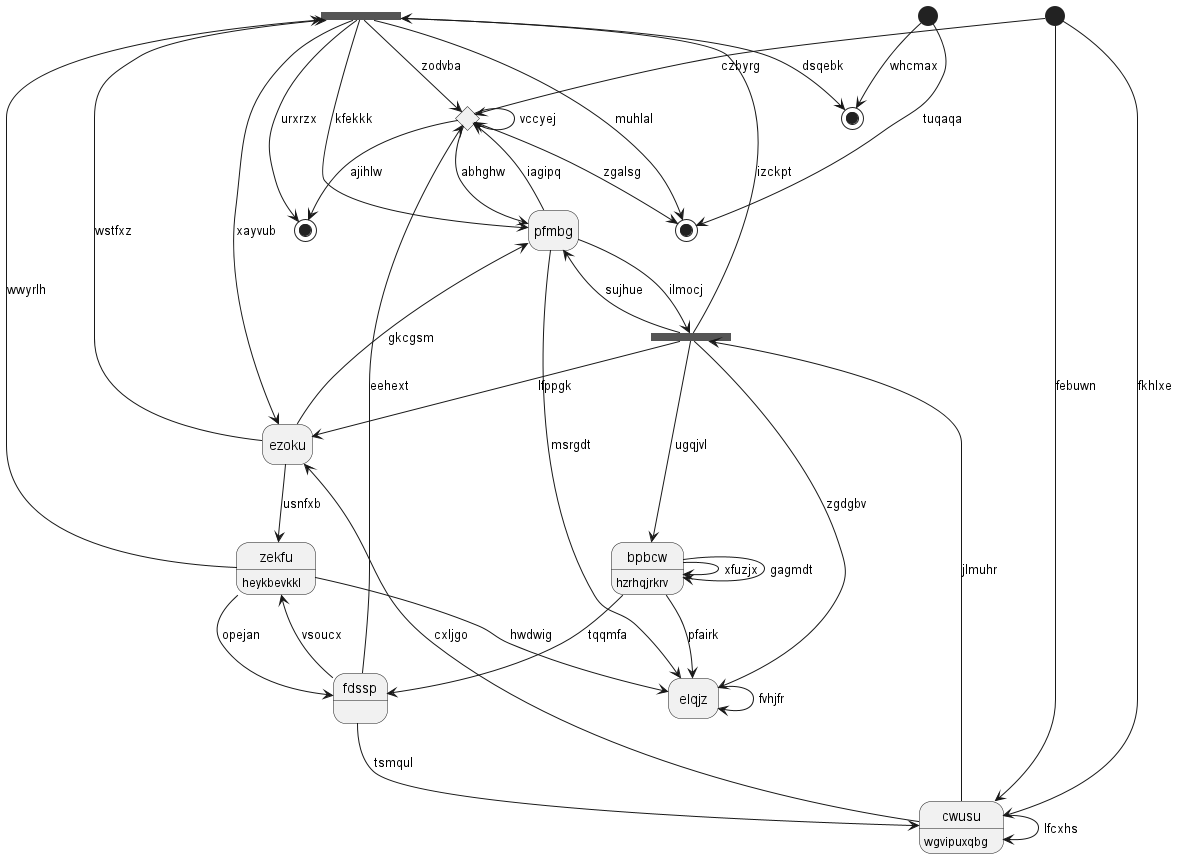 zodvba
czbyrg
dsqebk
whcmax
urxrzx
kfekkk
vccyej
muhlal
tuqaqa
ajihlw
abhghw
iagipq
zgalsg
izckpt
wstfxz
xayvub
pfmbg
wwyrlh
sujhue
ilmocj
gkcgsm
eehext
lfppgk
febuwn
fkhlxe
ezoku
msrgdt
ugqjvl
usnfxb
zgdgbv
zekfu
heykbevkkl
bpbcw
hzrhqjrkrv
xfuzjx
gagmdt
jlmuhr
opejan
vsoucx
cxljgo
hwdwig
tqqmfa
pfairk
fdssp
elqjz
fvhjfr
tsmqul
cwusu
wgvipuxqbg
lfcxhs